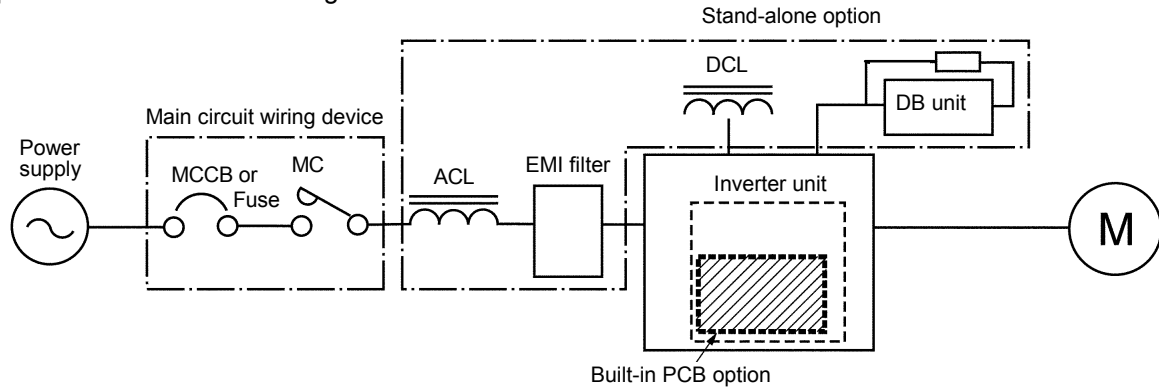 Stand-alone option
DCL
DB unit
Main circuit wiring device
Power
supply
MCCB or
Fuse
MC
ACL
EMI filter
Inverter unit
M
Built-in PCB option